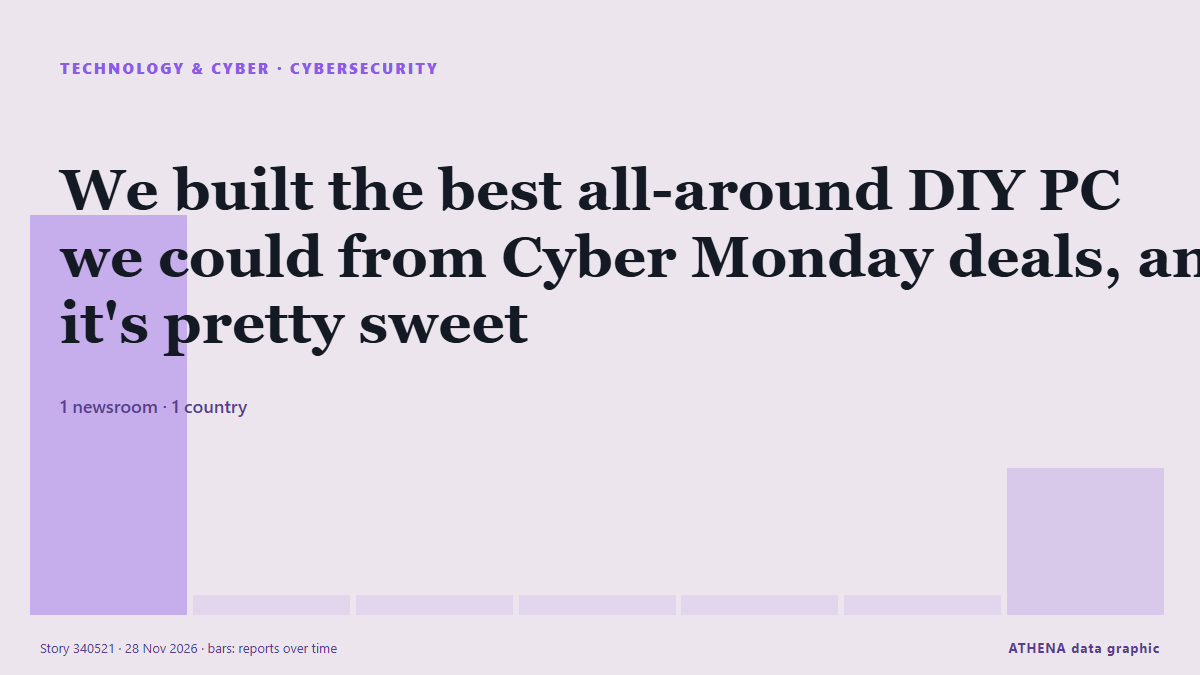 TECHNOLOGY & CYBER · CYBERSECURITY
We built the best all-around DIY PC
we could from Cyber Monday deals, an
it's pretty sweet
1 newsroom · 1 country
Story 340521 · 28 Nov 2026 · bars: reports over time
ATHENA data graphic